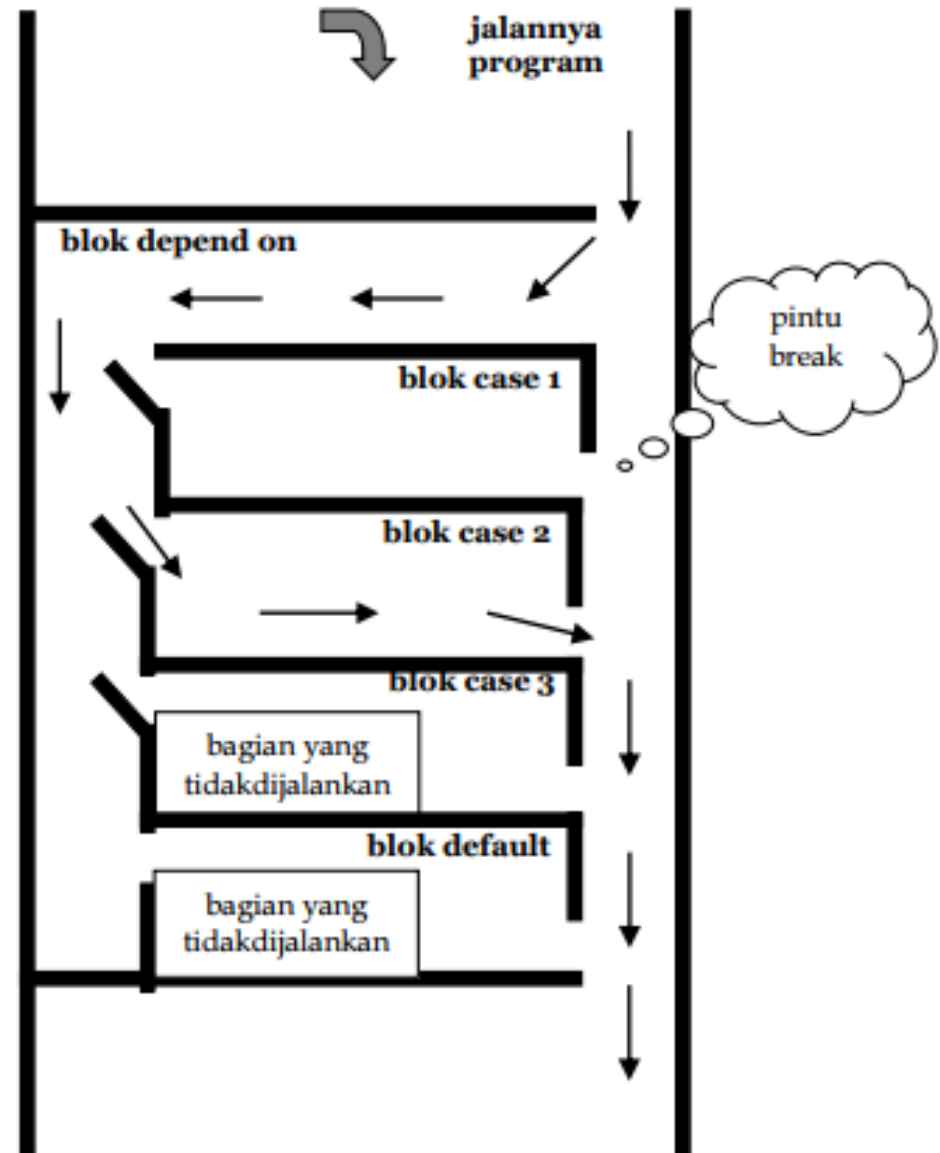 jalannya
program
blok depend on
pintu
break
blok case 1
blok case 2
blok case 3
bagian yang
tidakdijalankan
blok default
bagian yang
tidakdijalankan